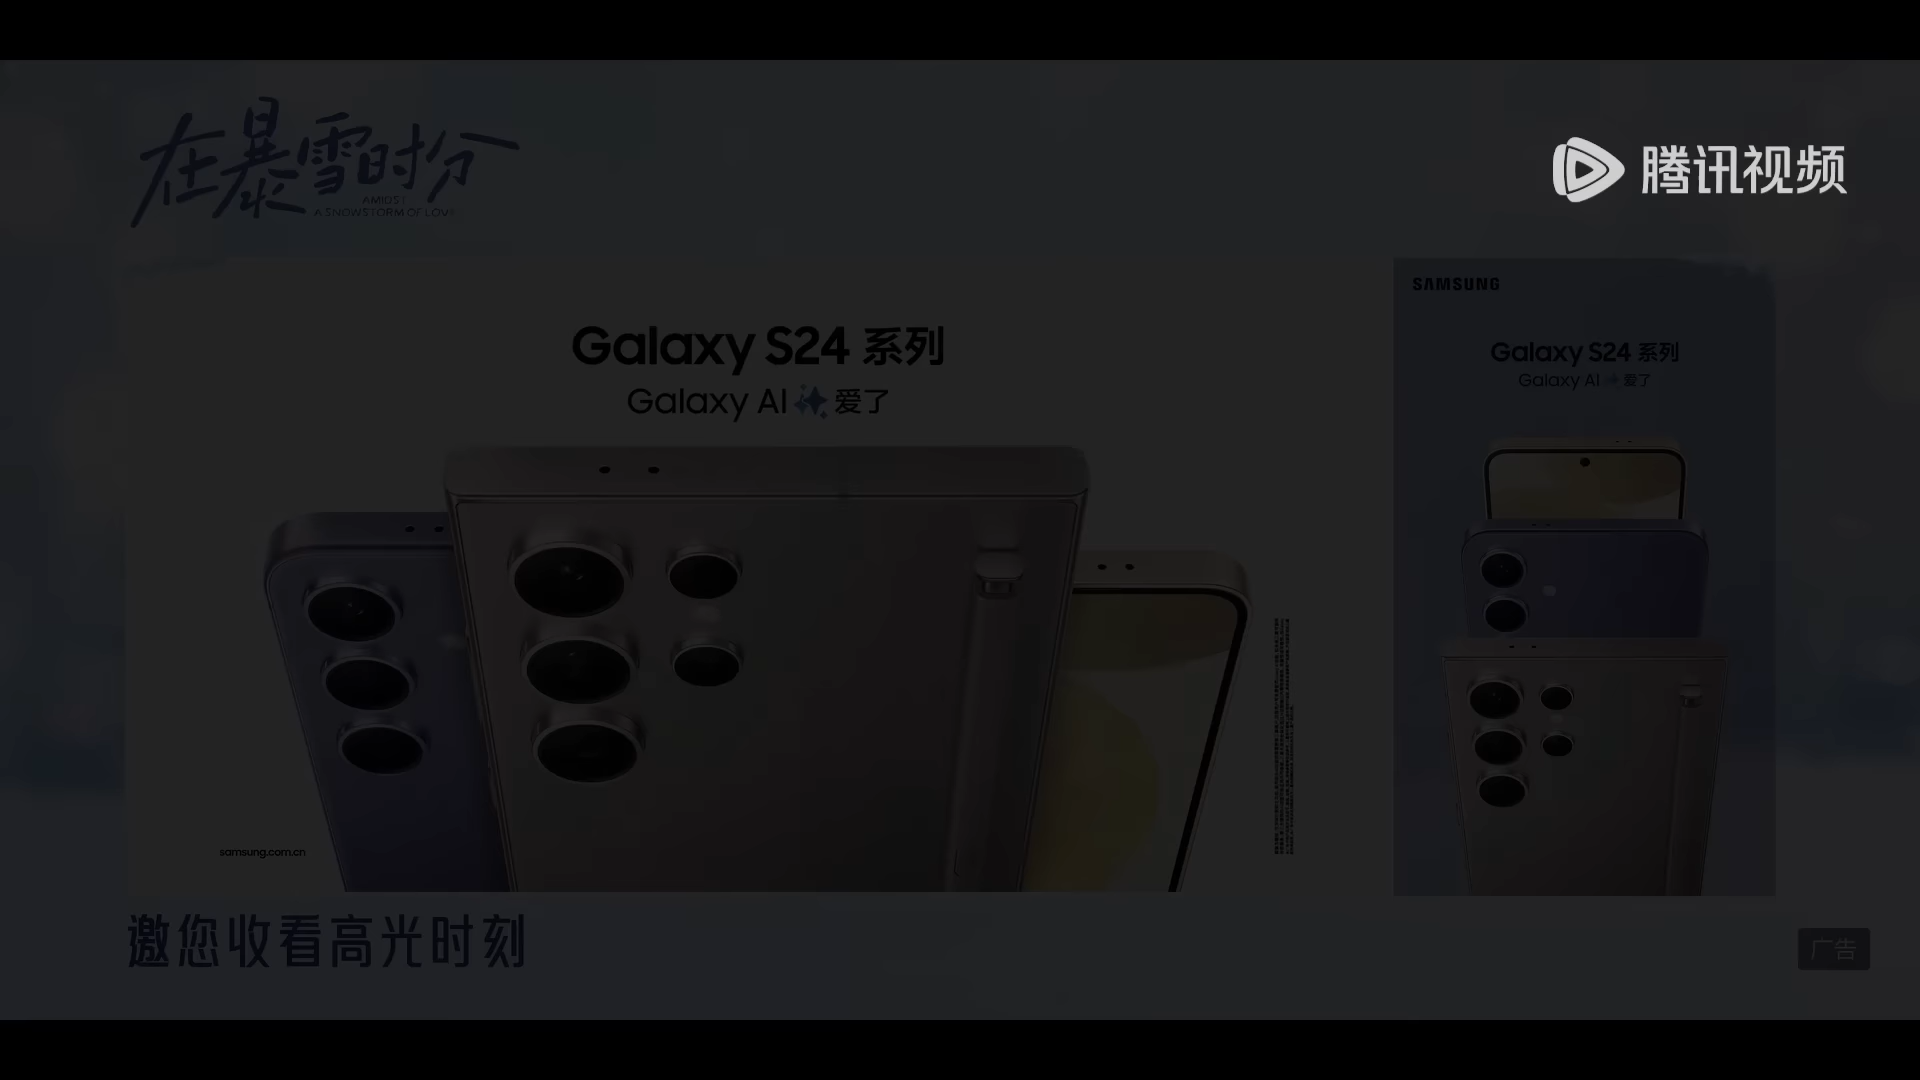 在暴雪时分
AMIDST
A SNOWSTORM OF LOVE
腾讯视频
Galaxy S24 系列
Galaxy AI 爱了
samsung.com.cn
SAMSUNG
Galaxy S24 系列
Galaxy AI 爱了
邀您收看高光时刻
广告